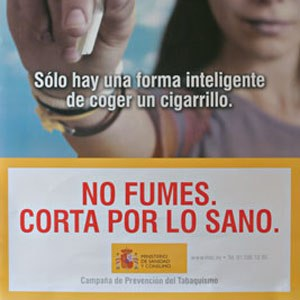 Sólo hay una forma inteligente
de coger un cigarrillo.
NO FUMES.
CORTA POR LO SANO.
MINISTERIO
DE SANIDAD
Y CONSUMO
Campaña de Prevención del Tabaquismo